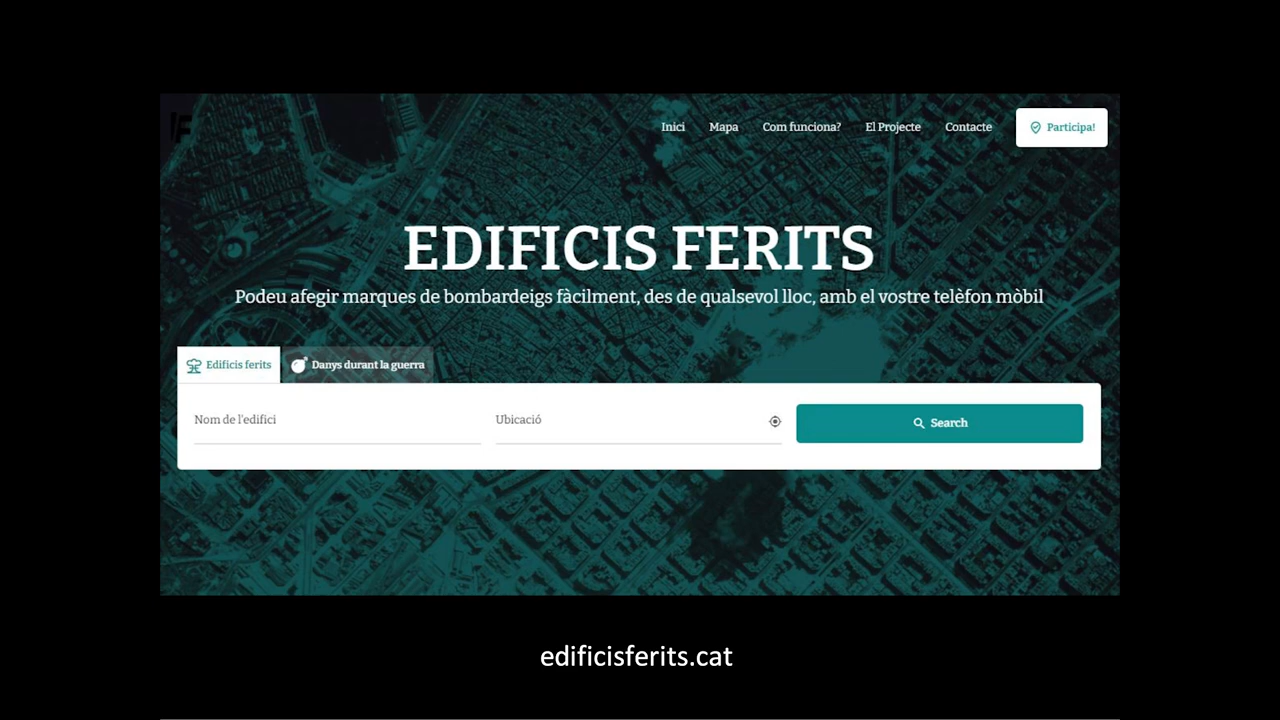 Inici Mapa Com funciona? El Projecte Contacte Participa!
EDIFICIS FERITS
Podeu afegir marques de bombardeigs fàcilment, des de qualsevol lloc, amb el vostre telèfon mòbil
Edificis ferits Danys durant la guerra
Nom de l'edifici Ubicació Search
edificisferits.cat